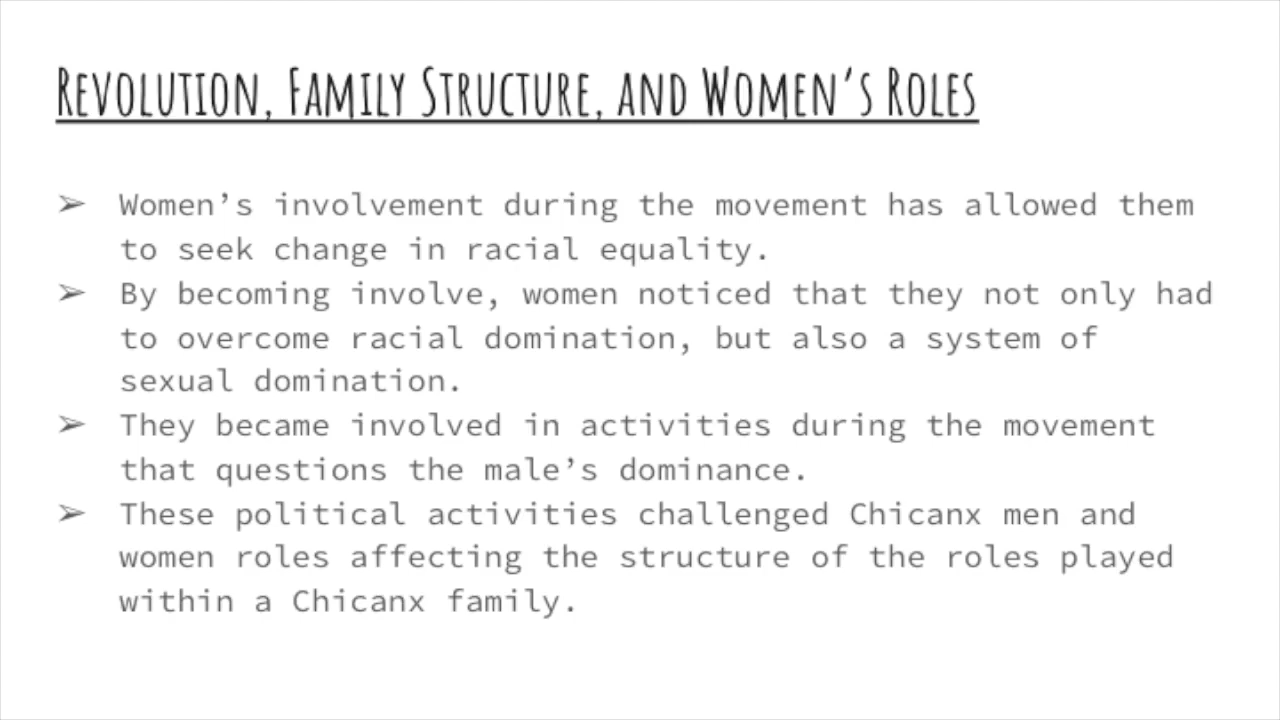 Revolution, Family Structure, and Women's Roles
➢ Women's involvement during the movement has allowed them
to seek change in racial equality.
➢ By becoming involve, women noticed that they not only had
to overcome racial domination, but also a system of
sexual domination.
➢ They became involved in activities during the movement
that questions the male's dominance.
➢ These political activities challenged Chicanx men and
women roles affecting the structure of the roles played
within a Chicanx family.